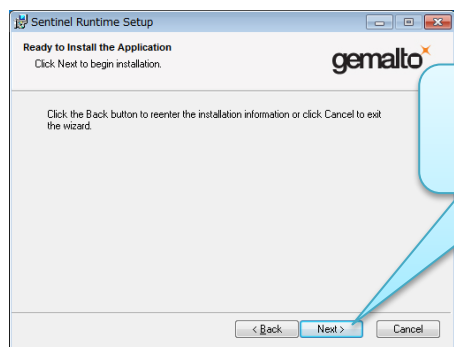 Sentinel Runtime Setup
Ready to Install the Application
Click Next to begin installation.
gemalto
Click the Back button to reenter the installation information or click Cancel to exit
the wizard.
< Back
Next >
Cancel